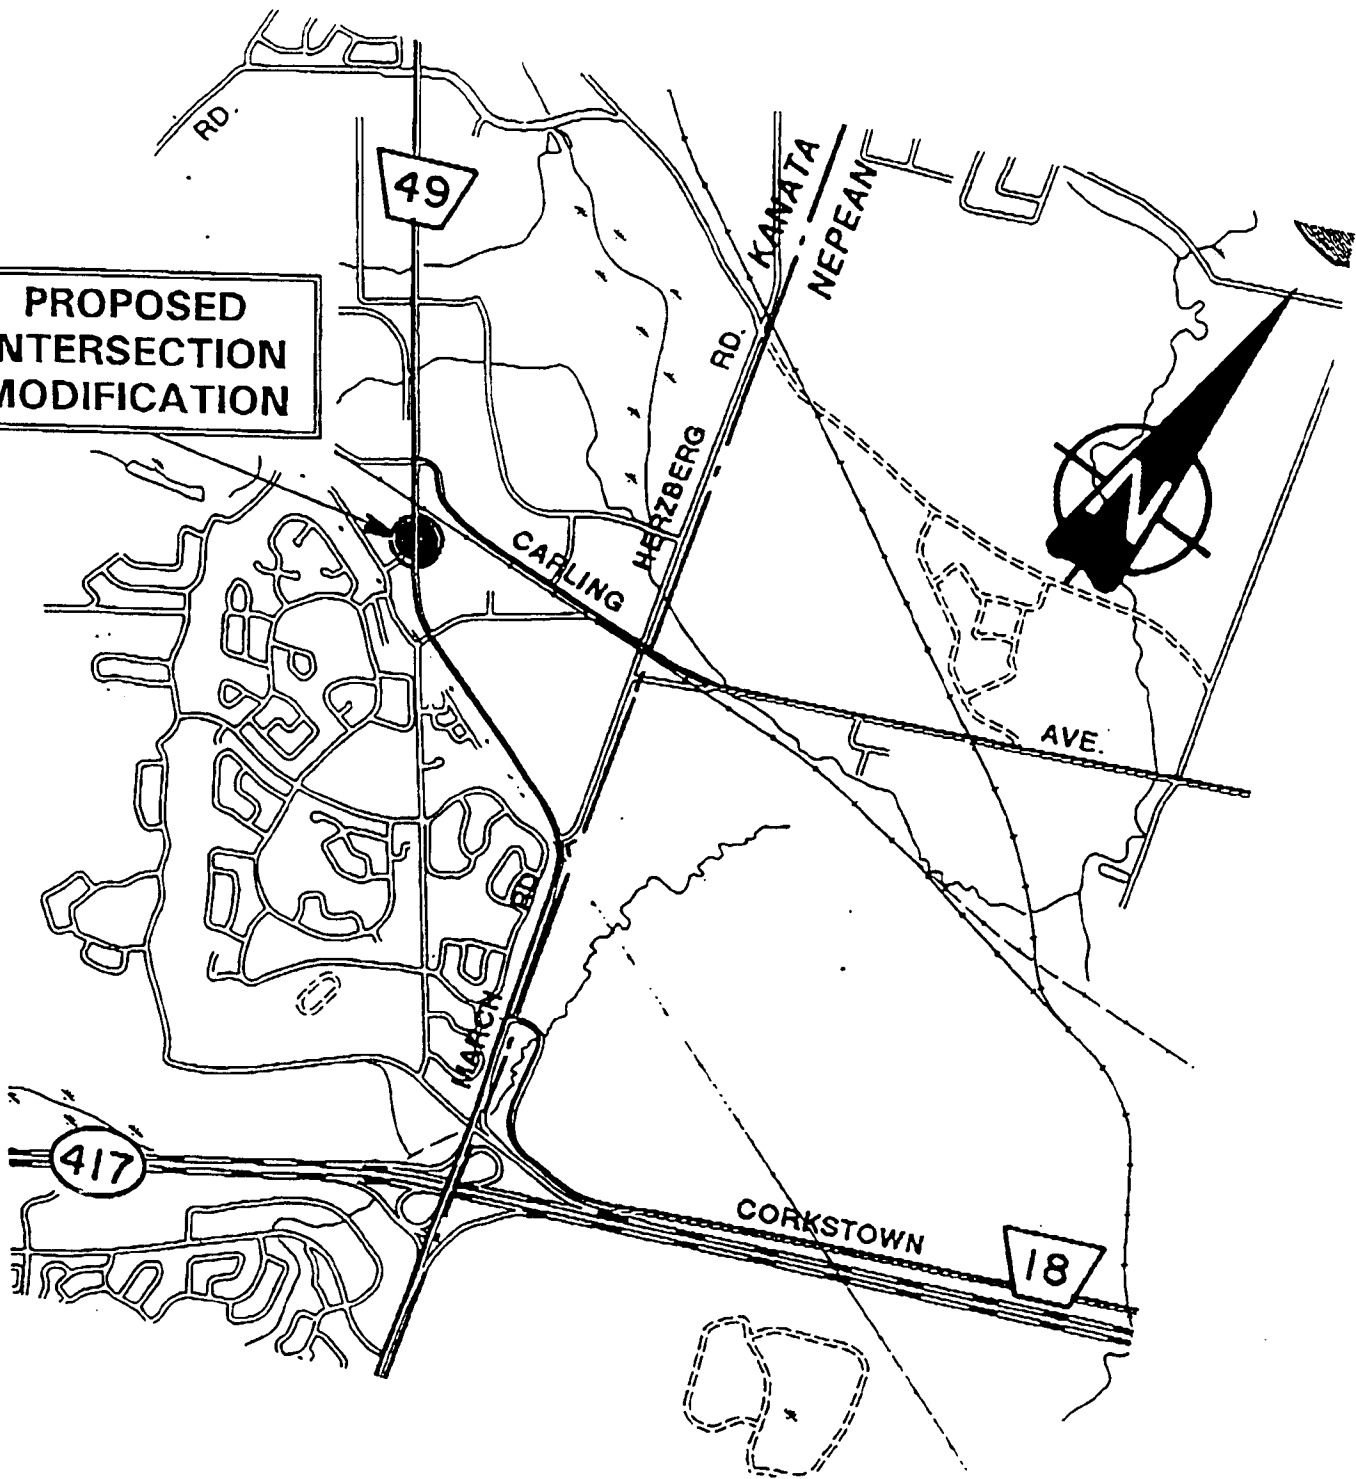 RD.
49
KANATA
NEPEAN
PROPOSED
NTERSECTION
MODIFICATION
RD.
HERZBERG
CARLING
N
AVE.
RD.
MARCH
417
CORKSTOWN
18